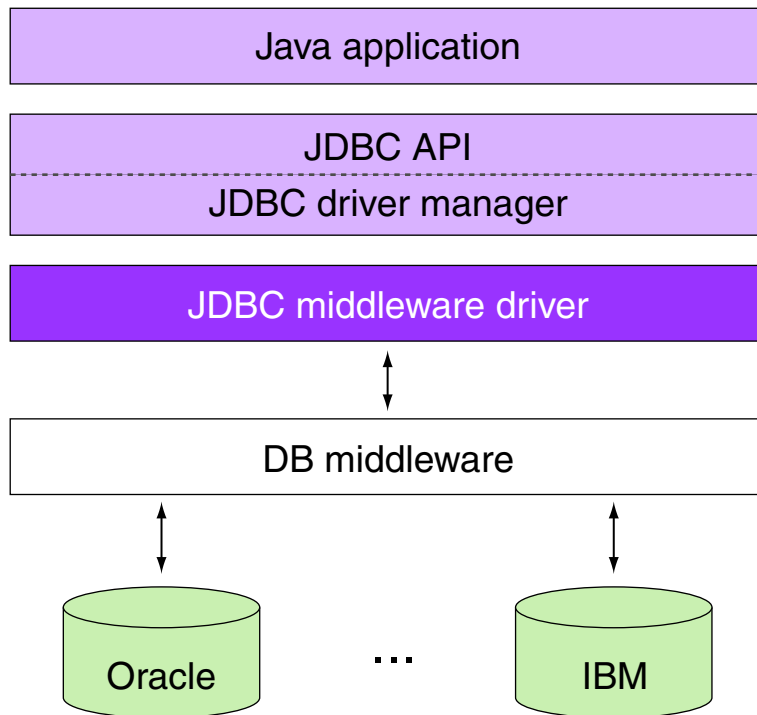 Java application
JDBC API
JDBC driver manager
JDBC middleware driver
DB middleware
Oracle ... IBM